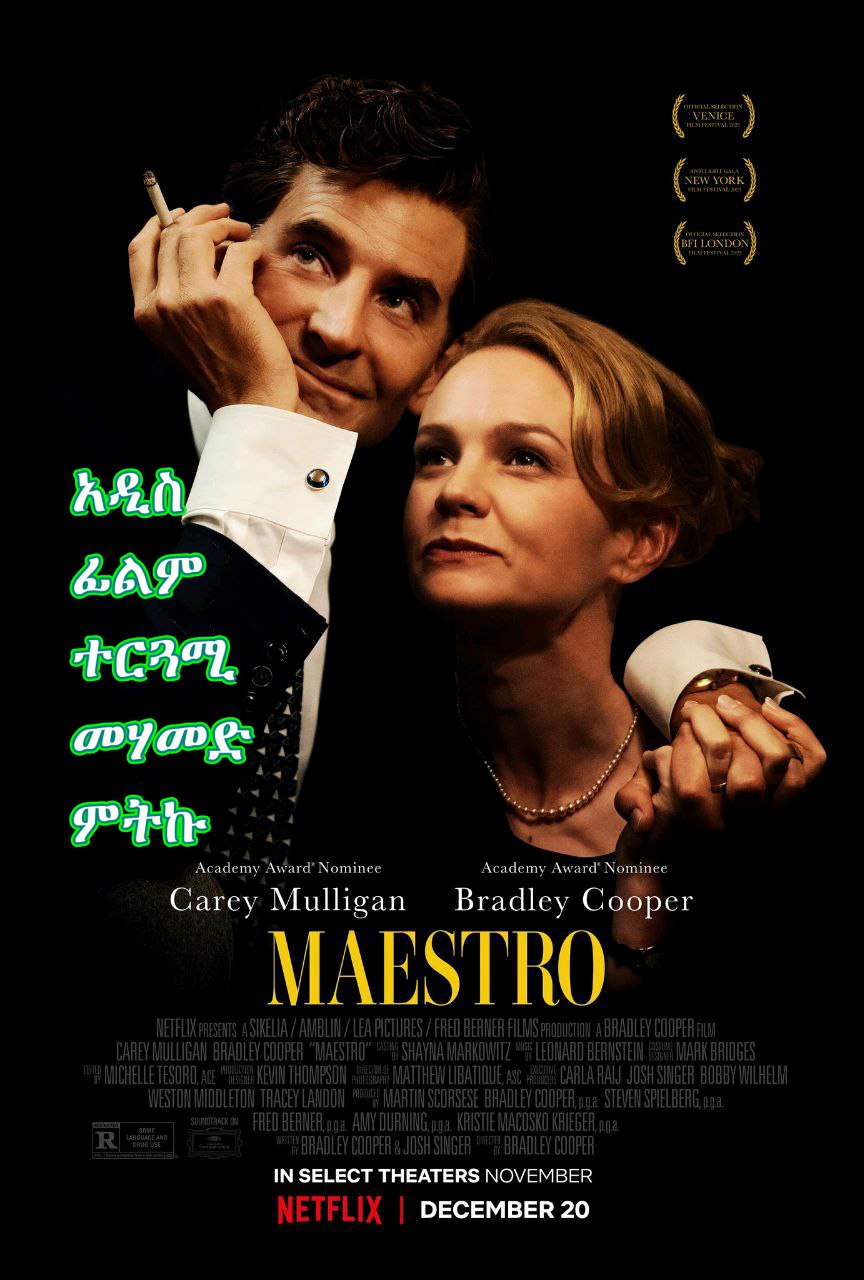 OFFICIAL SELECTION
VENICE
FILM FESTIVAL 2023
SPOTLIGHT GALA
NEW YORK
FILM FESTIVAL 2023
OFFICIAL SELECTION
BFI LONDON
FILM FESTIVAL 2023
አዲስ
ፊልም
ተርጓሚ
መሃመድ
ምትኩ
Academy Award® Nominee Academy Award® Nominee
Carey Mulligan Bradley Cooper
MAESTRO
NETFLIX PRESENTS A SIKELIA / AMBLIN / LEA PICTURES / FRED BERNER FILMS PRODUCTION A BRADLEY COOPER FILM
CAREY MULLIGAN BRADLEY COOPER "MAESTRO" CASTING BY SHAYNA MARKOWITZ MUSIC BY LEONARD BERNSTEIN COSTUME DESIGNER MARK BRIDGES
EDITED BY MICHELLE TESORO, ACE PRODUCTION DESIGNER KEVIN THOMPSON DIRECTOR OF PHOTOGRAPHY MATTHEW LIBATIQUE, ASC EXECUTIVE PRODUCERS CARLA RAIJ JOSH SINGER BOBBY WILHELM
WESTON MIDDLETON TRACEY LANDON PRODUCED BY MARTIN SCORSESE BRADLEY COOPER, p.g.a. STEVEN SPIELBERG, p.g.a.
FRED BERNER, p.g.a. AMY DURNING, p.g.a. KRISTIE MACOSKO KRIEGER, p.g.a.
WRITTEN BY BRADLEY COOPER & JOSH SINGER DIRECTED BY BRADLEY COOPER
R SOME LANGUAGE AND DRUG USE
SOUNDTRACK ON
IN SELECT THEATERS NOVEMBER
NETFLIX | DECEMBER 20